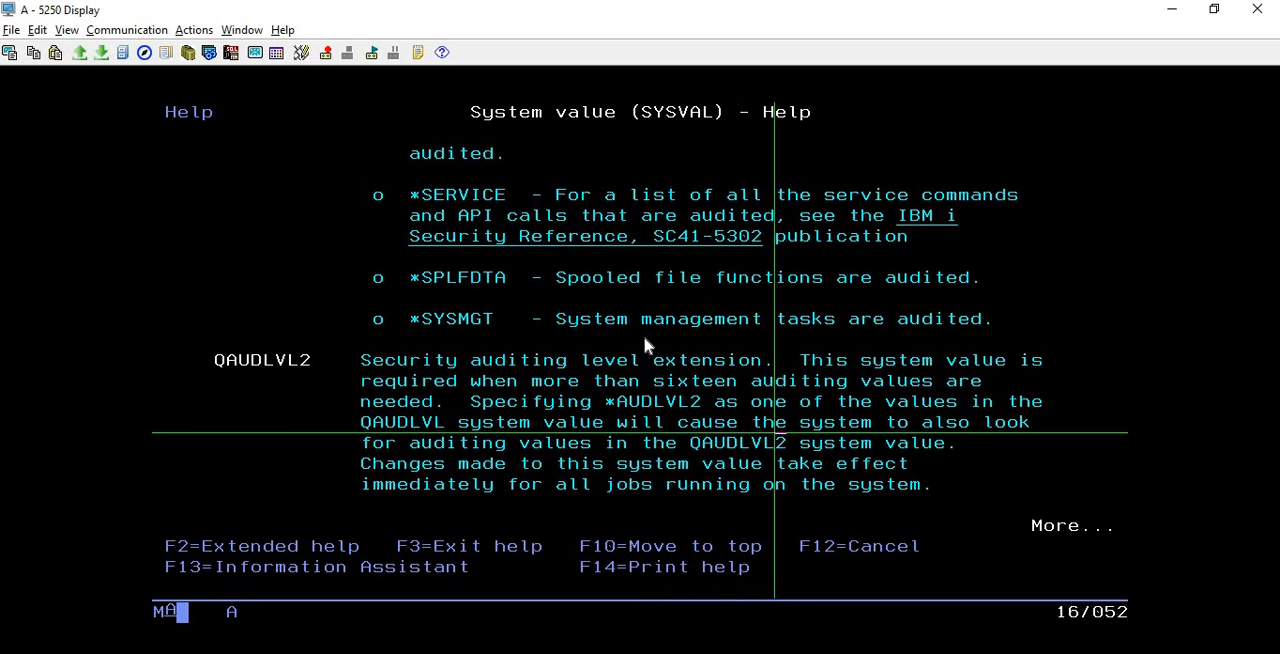 A - 5250 Display
File Edit View Communication Actions Window Help
Help System value (SYSVAL) - Help
audited.
o *SERVICE - For a list of all the service commands
and API calls that are audited, see the IBM i
Security Reference, SC41-5302 publication
o *SPLFDTA - Spooled file functions are audited.
o *SYSMGT - System management tasks are audited.
QAUDLVL2 Security auditing level extension. This system value is
required when more than sixteen auditing values are
needed. Specifying *AUDLVL2 as one of the values in the
QAUDLVL system value will cause the system to also look
for auditing values in the QAUDLVL2 system value.
Changes made to this system value take effect
immediately for all jobs running on the system.
More...
F2=Extended help F3=Exit help F10=Move to top F12=Cancel
F13=Information Assistant F14=Print help
MA A 16/052